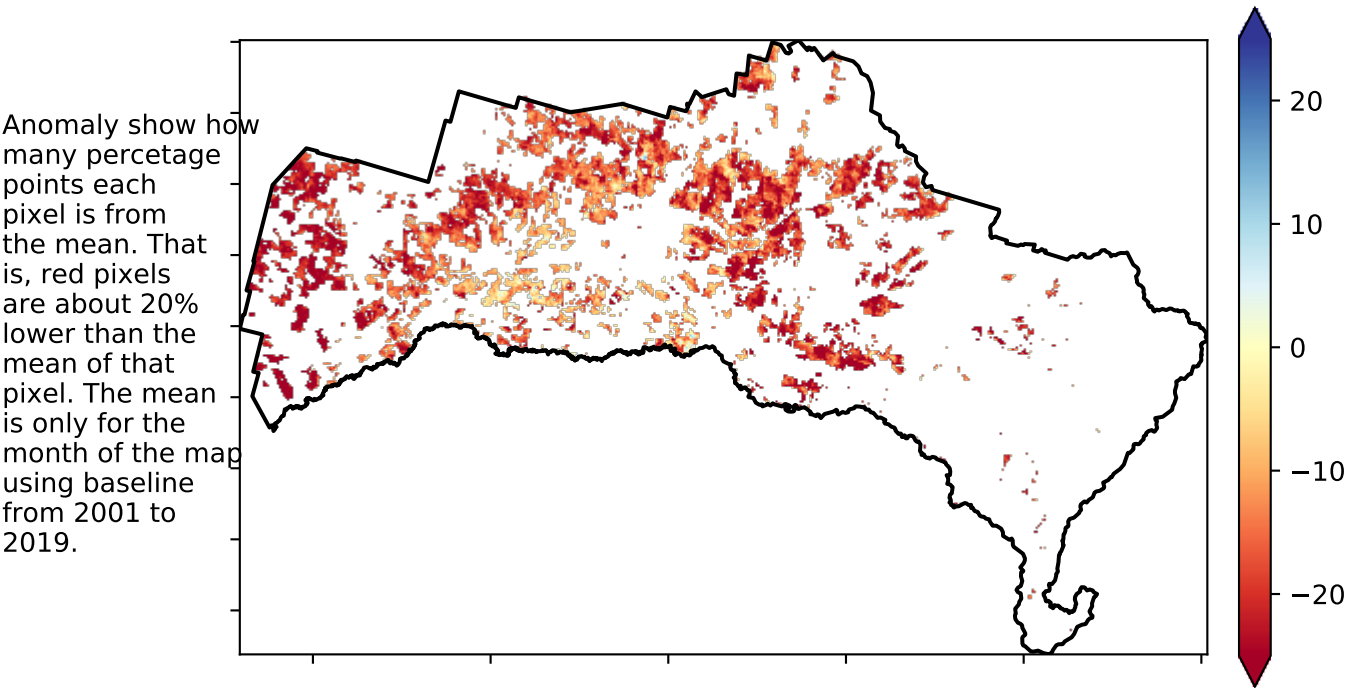 Anomaly show how
many percetage
points each
pixel is from
the mean. That
is, red pixels
are about 20%
lower than the
mean of that
pixel. The mean
is only for the
month of the map
using baseline
from 2001 to
2019.
20
10
0
−10
−20